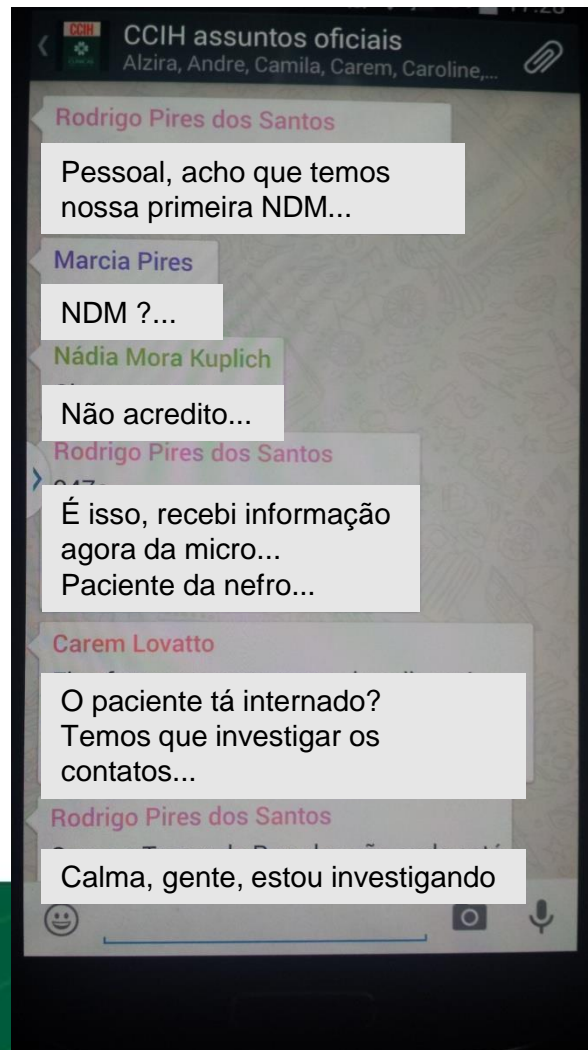 17:28
CCIH assuntos oficiais
CCIH
Alzira, Andre, Camila, Carem, Caroline,...
Rodrigo Pires dos Santos
Pessoal, acho que temos
nossa primeira NDM...
Marcia Pires
NDM ?...
Nádia Mora Kuplich
Não acredito...
Rodrigo Pires dos Santos
É isso, recebi informação
agora da micro...
Paciente da nefro...
Carem Lovatto
O paciente tá internado?
Temos que investigar os
contatos...
Rodrigo Pires dos Santos
Calma, gente, estou investigando